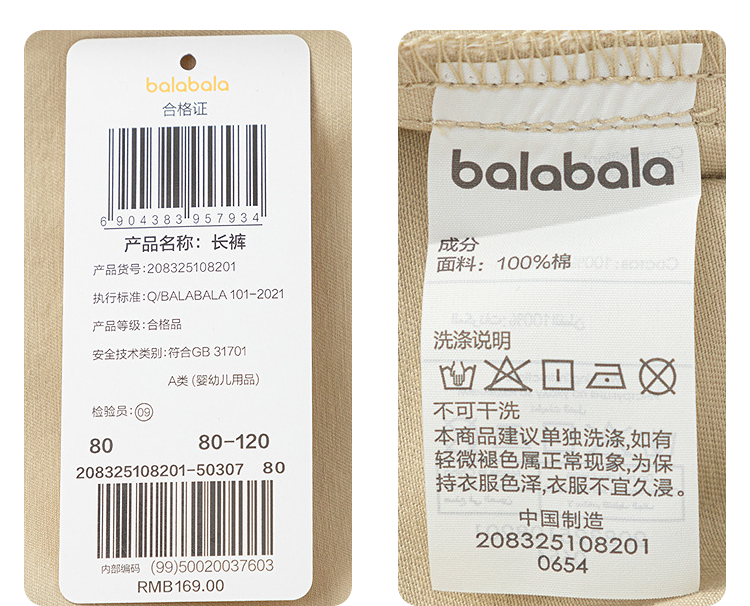 balabala
合格证
6 904383 957934
产品名称：长裤
产品货号：208325108201
执行标准：Q/BALABALA 101-2021
产品等级：合格品
安全技术类别：符合GB 31701
A类 (婴幼儿用品)
检验员：09
80 80-120
208325108201-50307 80
内部编码 (99)50020037603
RMB169.00
balabala
成分
面料：100%棉
洗涤说明
不可干洗
本商品建议单独洗涤,如有
轻微褪色属正常现象,为保
持衣服色泽,衣服不宜久浸。
中国制造
208325108201
0654